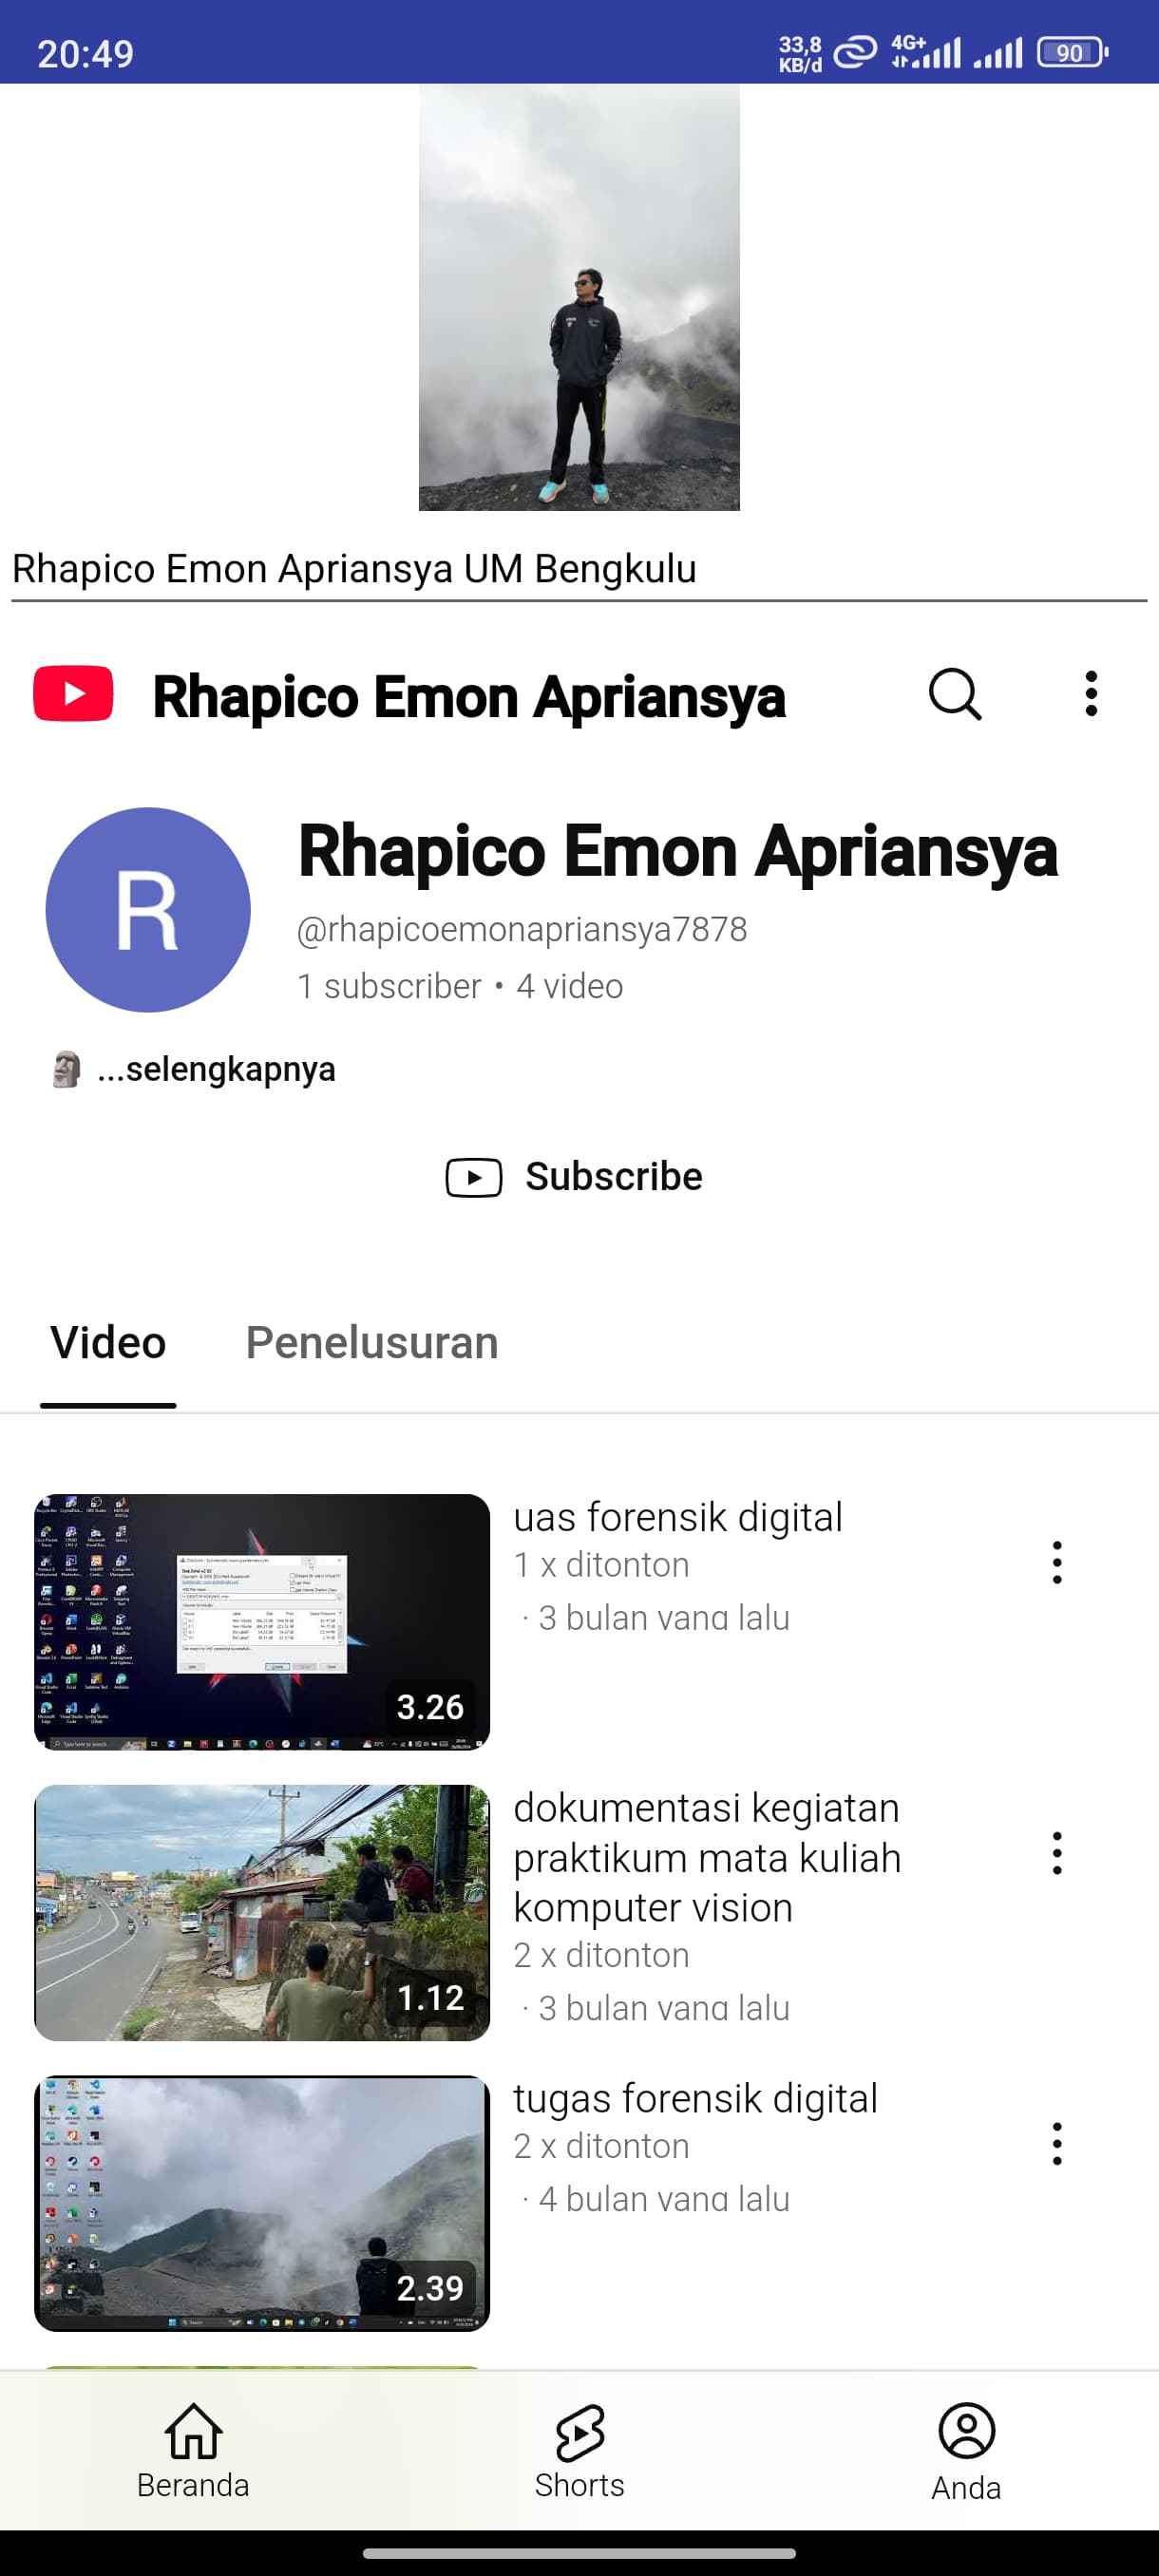 20:49
33,8
KB/d
4G+
90
Rhapico Emon Apriansya UM Bengkulu
Rhapico Emon Apriansya
R
Rhapico Emon Apriansya
@rhapicoemonapriansya7878
1 subscriber • 4 video
🗿 ...selengkapnya
Subscribe
Video Penelusuran
uas forensik digital
1 x ditonton
· 3 bulan yang lalu
3.26
dokumentasi kegiatan
praktikum mata kuliah
komputer vision
2 x ditonton
· 3 bulan yang lalu
1.12
tugas forensik digital
2 x ditonton
· 4 bulan yang lalu
2.39
Beranda
Shorts
Anda